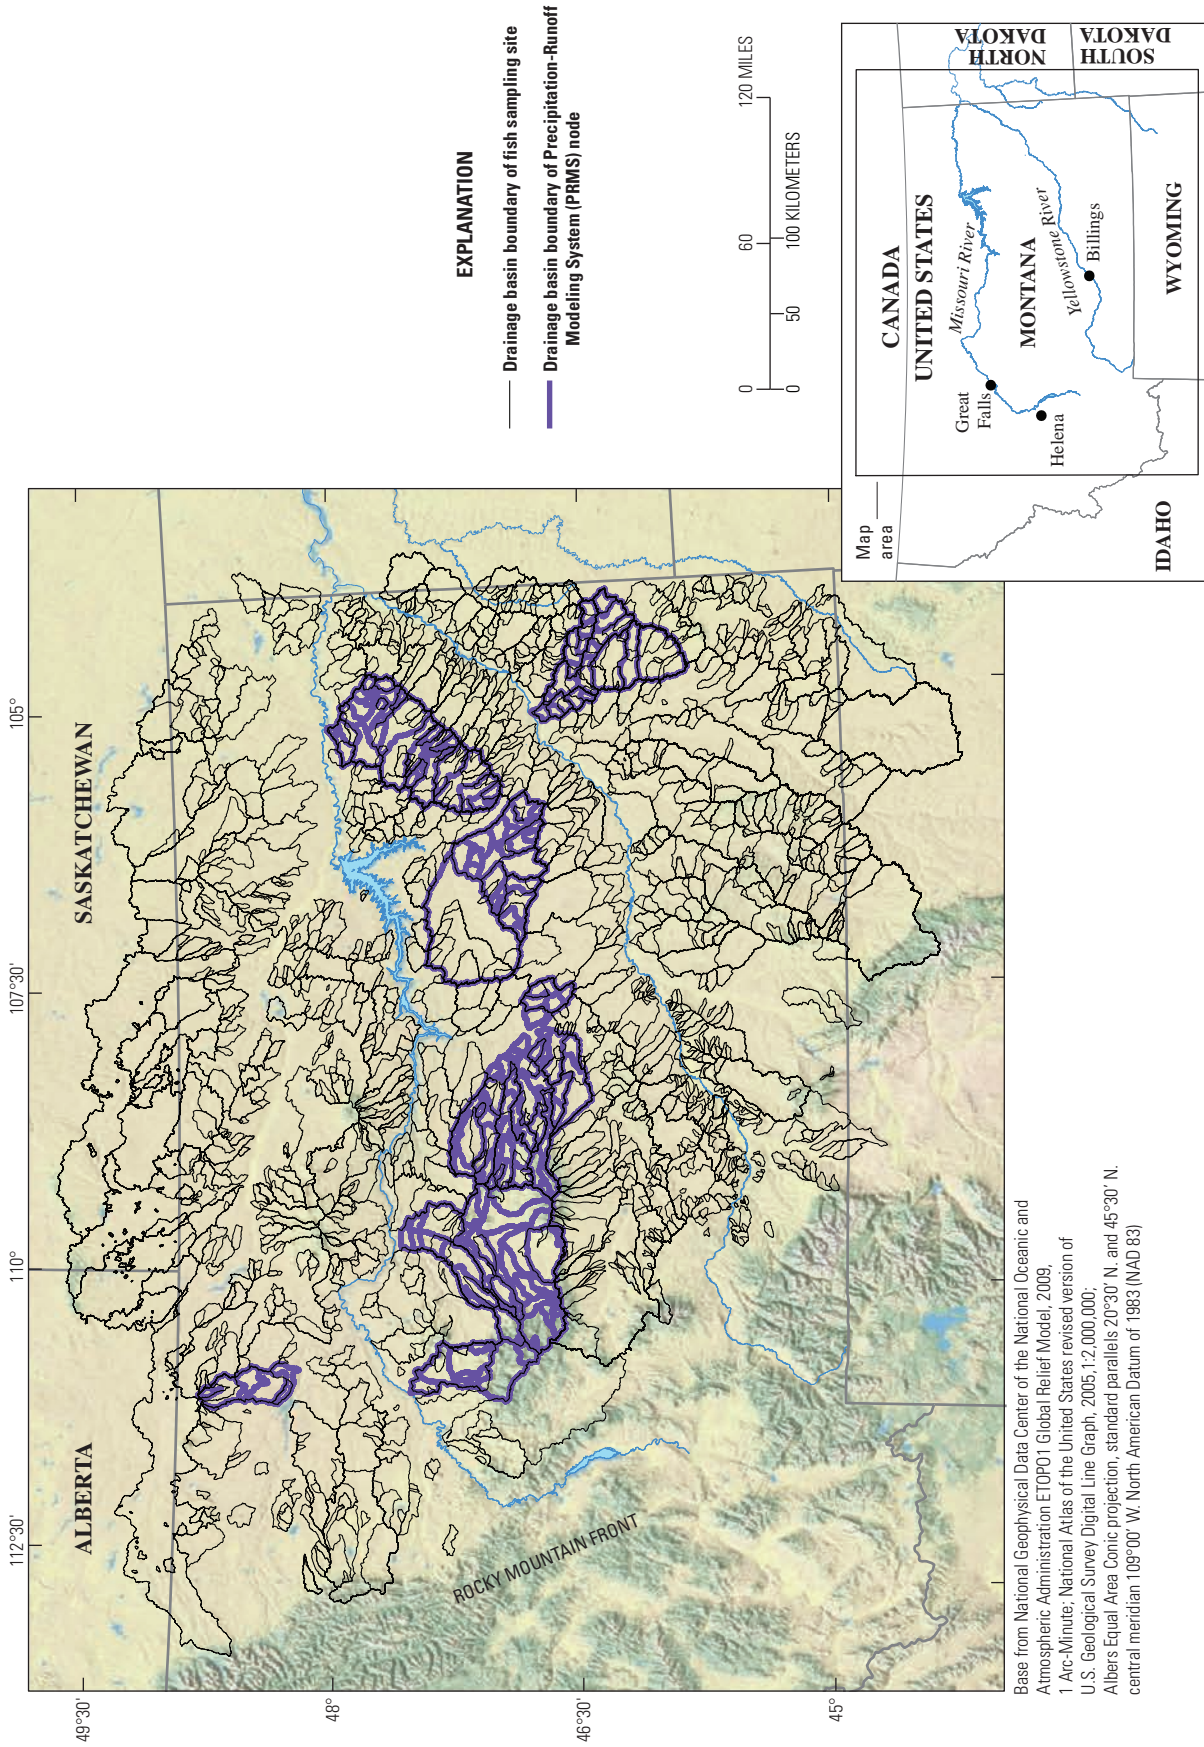 112°30'
110°
107°30'
105°
ALBERTA
SASKATCHEWAN
49°30'
48°
46°30'
45°
ROCKY MOUNTAIN FRONT
EXPLANATION
Drainage basin boundary of fish sampling site
Drainage basin boundary of Precipitation-Runoff
Modeling System (PRMS) node
0
60
120 MILES
0
50
100 KILOMETERS
Map
area
CANADA
UNITED STATES
Missouri River
Great
Falls
Helena
MONTANA
Yellowstone River
Billings
NORTH
DAKOTA
SOUTH
DAKOTA
IDAHO
WYOMING
Base from National Geophysical Data Center of the National Oceanic and
Atmospheric Administration ETOPO1 Global Relief Model, 2009,
1 Arc-Minute; National Atlas of the United States revised version of
U.S. Geological Survey Digital Line Graph, 2005,1:2,000,000;
Albers Equal Area Conic projection, standard parallels 20°30' N. and 45°30' N.
central meridian 109°00' W. North American Datum of 1983 (NAD 83)